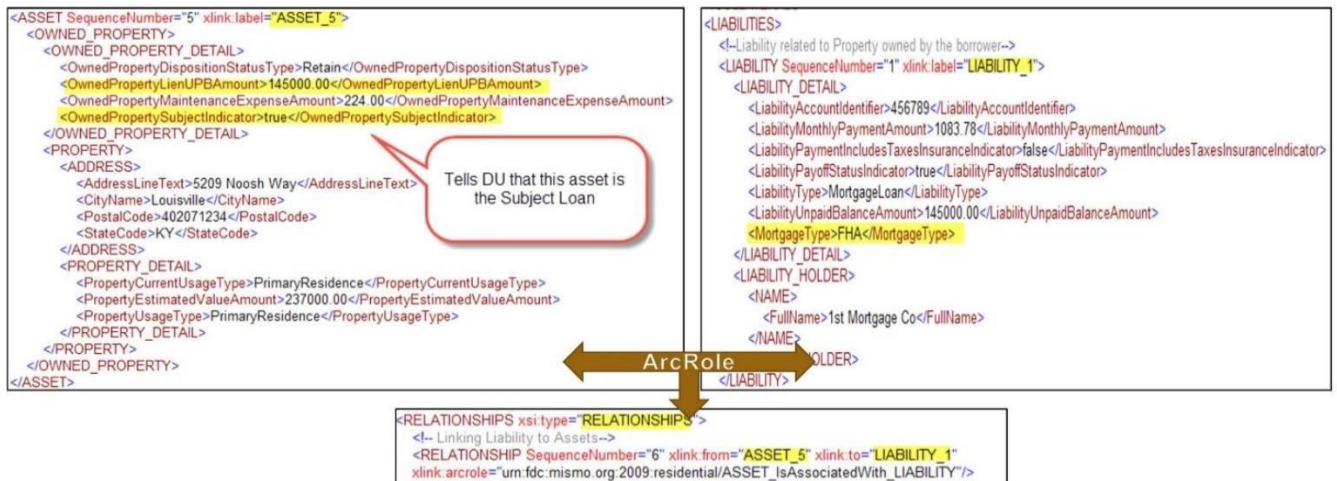 <ASSET SequenceNumber="5" xlink:label="ASSET_5">
<OWNED_PROPERTY>
<OWNED_PROPERTY_DETAIL>
<OwnedPropertyDispositionStatusType>Retain</OwnedPropertyDispositionStatusType>
<OwnedPropertyLienUPBAmount>145000.00</OwnedPropertyLienUPBAmount>
<OwnedPropertyMaintenanceExpenseAmount>224.00</OwnedPropertyMaintenanceExpenseAmount>
<OwnedPropertySubjectIndicator>true</OwnedPropertySubjectIndicator>
</OWNED_PROPERTY_DETAIL>
<PROPERTY>
<ADDRESS>
<AddressLineText>5209 Noosh Way</AddressLineText>
<CityName>Louisville</CityName>
<PostalCode>402071234</PostalCode>
<StateCode>KY</StateCode>
</ADDRESS>
<PROPERTY_DETAIL>
<PropertyCurrentUsageType>PrimaryResidence</PropertyCurrentUsageType>
<PropertyEstimatedValueAmount>237000.00</PropertyEstimatedValueAmount>
<PropertyUsageType>PrimaryResidence</PropertyUsageType>
</PROPERTY_DETAIL>
</PROPERTY>
</OWNED_PROPERTY>
</ASSET>
Tells DU that this asset is
the Subject Loan
<LIABILITIES>
<!--Liability related to Property owned by the borrower-->
<LIABILITY SequenceNumber="1" xlink:label="LIABILITY_1">
<LIABILITY_DETAIL>
<LiabilityAccountIdentifier>456789</LiabilityAccountIdentifier>
<LiabilityMonthlyPaymentAmount>1083.78</LiabilityMonthlyPaymentAmount>
<LiabilityPaymentIncludesTaxesInsuranceIndicator>false</LiabilityPaymentIncludesTaxesInsuranceIndicator>
<LiabilityPayoffStatusIndicator>true</LiabilityPayoffStatusIndicator>
<LiabilityType>MortgageLoan</LiabilityType>
<LiabilityUnpaidBalanceAmount>145000.00</LiabilityUnpaidBalanceAmount>
<MortgageType>FHA</MortgageType>
</LIABILITY_DETAIL>
<LIABILITY_HOLDER>
<NAME>
<FullName>1st Mortgage Co</FullName>
</NAME>
OLDER>
</LIABILITY>
ArcRole
<RELATIONSHIPS xsi:type="RELATIONSHIPS">
<!-- Linking Liability to Assets-->
<RELATIONSHIP SequenceNumber="6" xlink:from="ASSET_5" xlink:to="LIABILITY_1"
xlink:arcrole="urn:fdc:mismo.org:2009:residential/ASSET_IsAssociatedWith_LIABILITY"/>